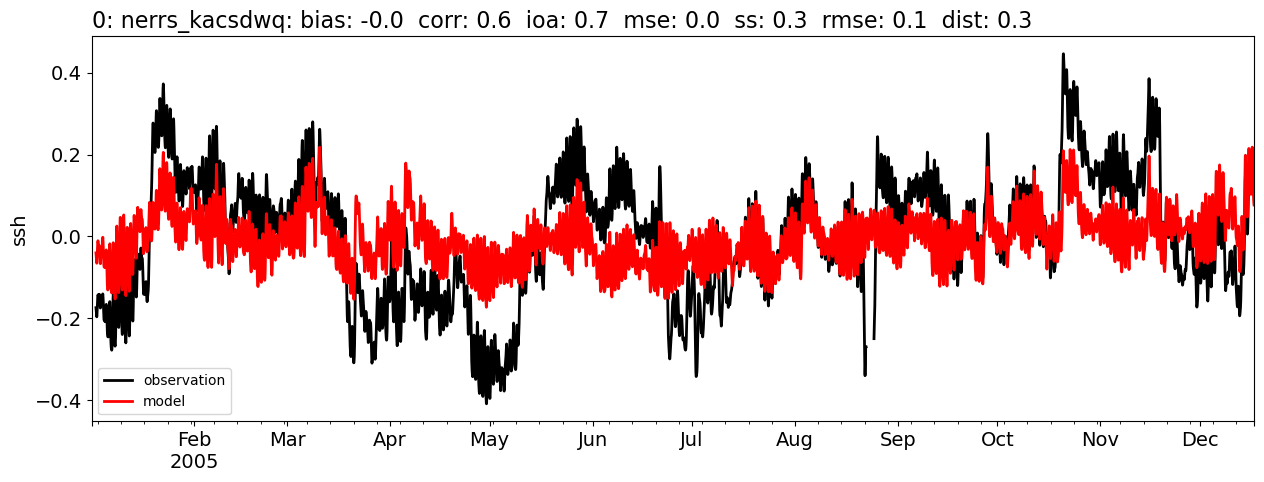 0: nerrs_kacsdwq: bias: -0.0  corr: 0.6  ioa: 0.7  mse: 0.0  ss: 0.3  rmse: 0.1  dist: 0.3
ssh
0.4
0.2
0.0
−0.2
−0.4
observation
model
Feb Mar Apr May Jun Jul Aug Sep Oct Nov Dec
2005